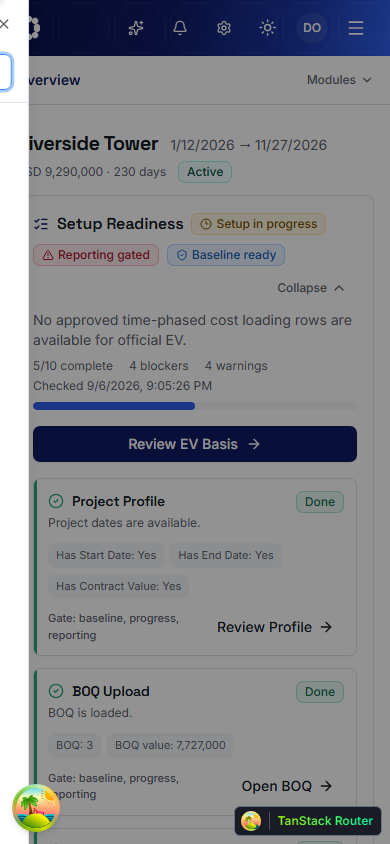 DO
verview
Modules
iverside Tower 1/12/2026 → 11/27/2026
SD 9,290,000 · 230 days Active
Setup Readiness Setup in progress
Reporting gated Baseline ready
Collapse
No approved time-phased cost loading rows are
available for official EV.
5/10 complete 4 blockers 4 warnings
Checked 9/6/2026, 9:05:26 PM
Review EV Basis →
Project Profile Done
Project dates are available.
Has Start Date: Yes Has End Date: Yes
Has Contract Value: Yes
Gate: baseline, progress,
reporting
Review Profile →
BOQ Upload Done
BOQ is loaded.
BOQ: 3 BOQ value: 7,727,000
Gate: baseline, progress,
reporting
Open BOQ →
TanStack Router